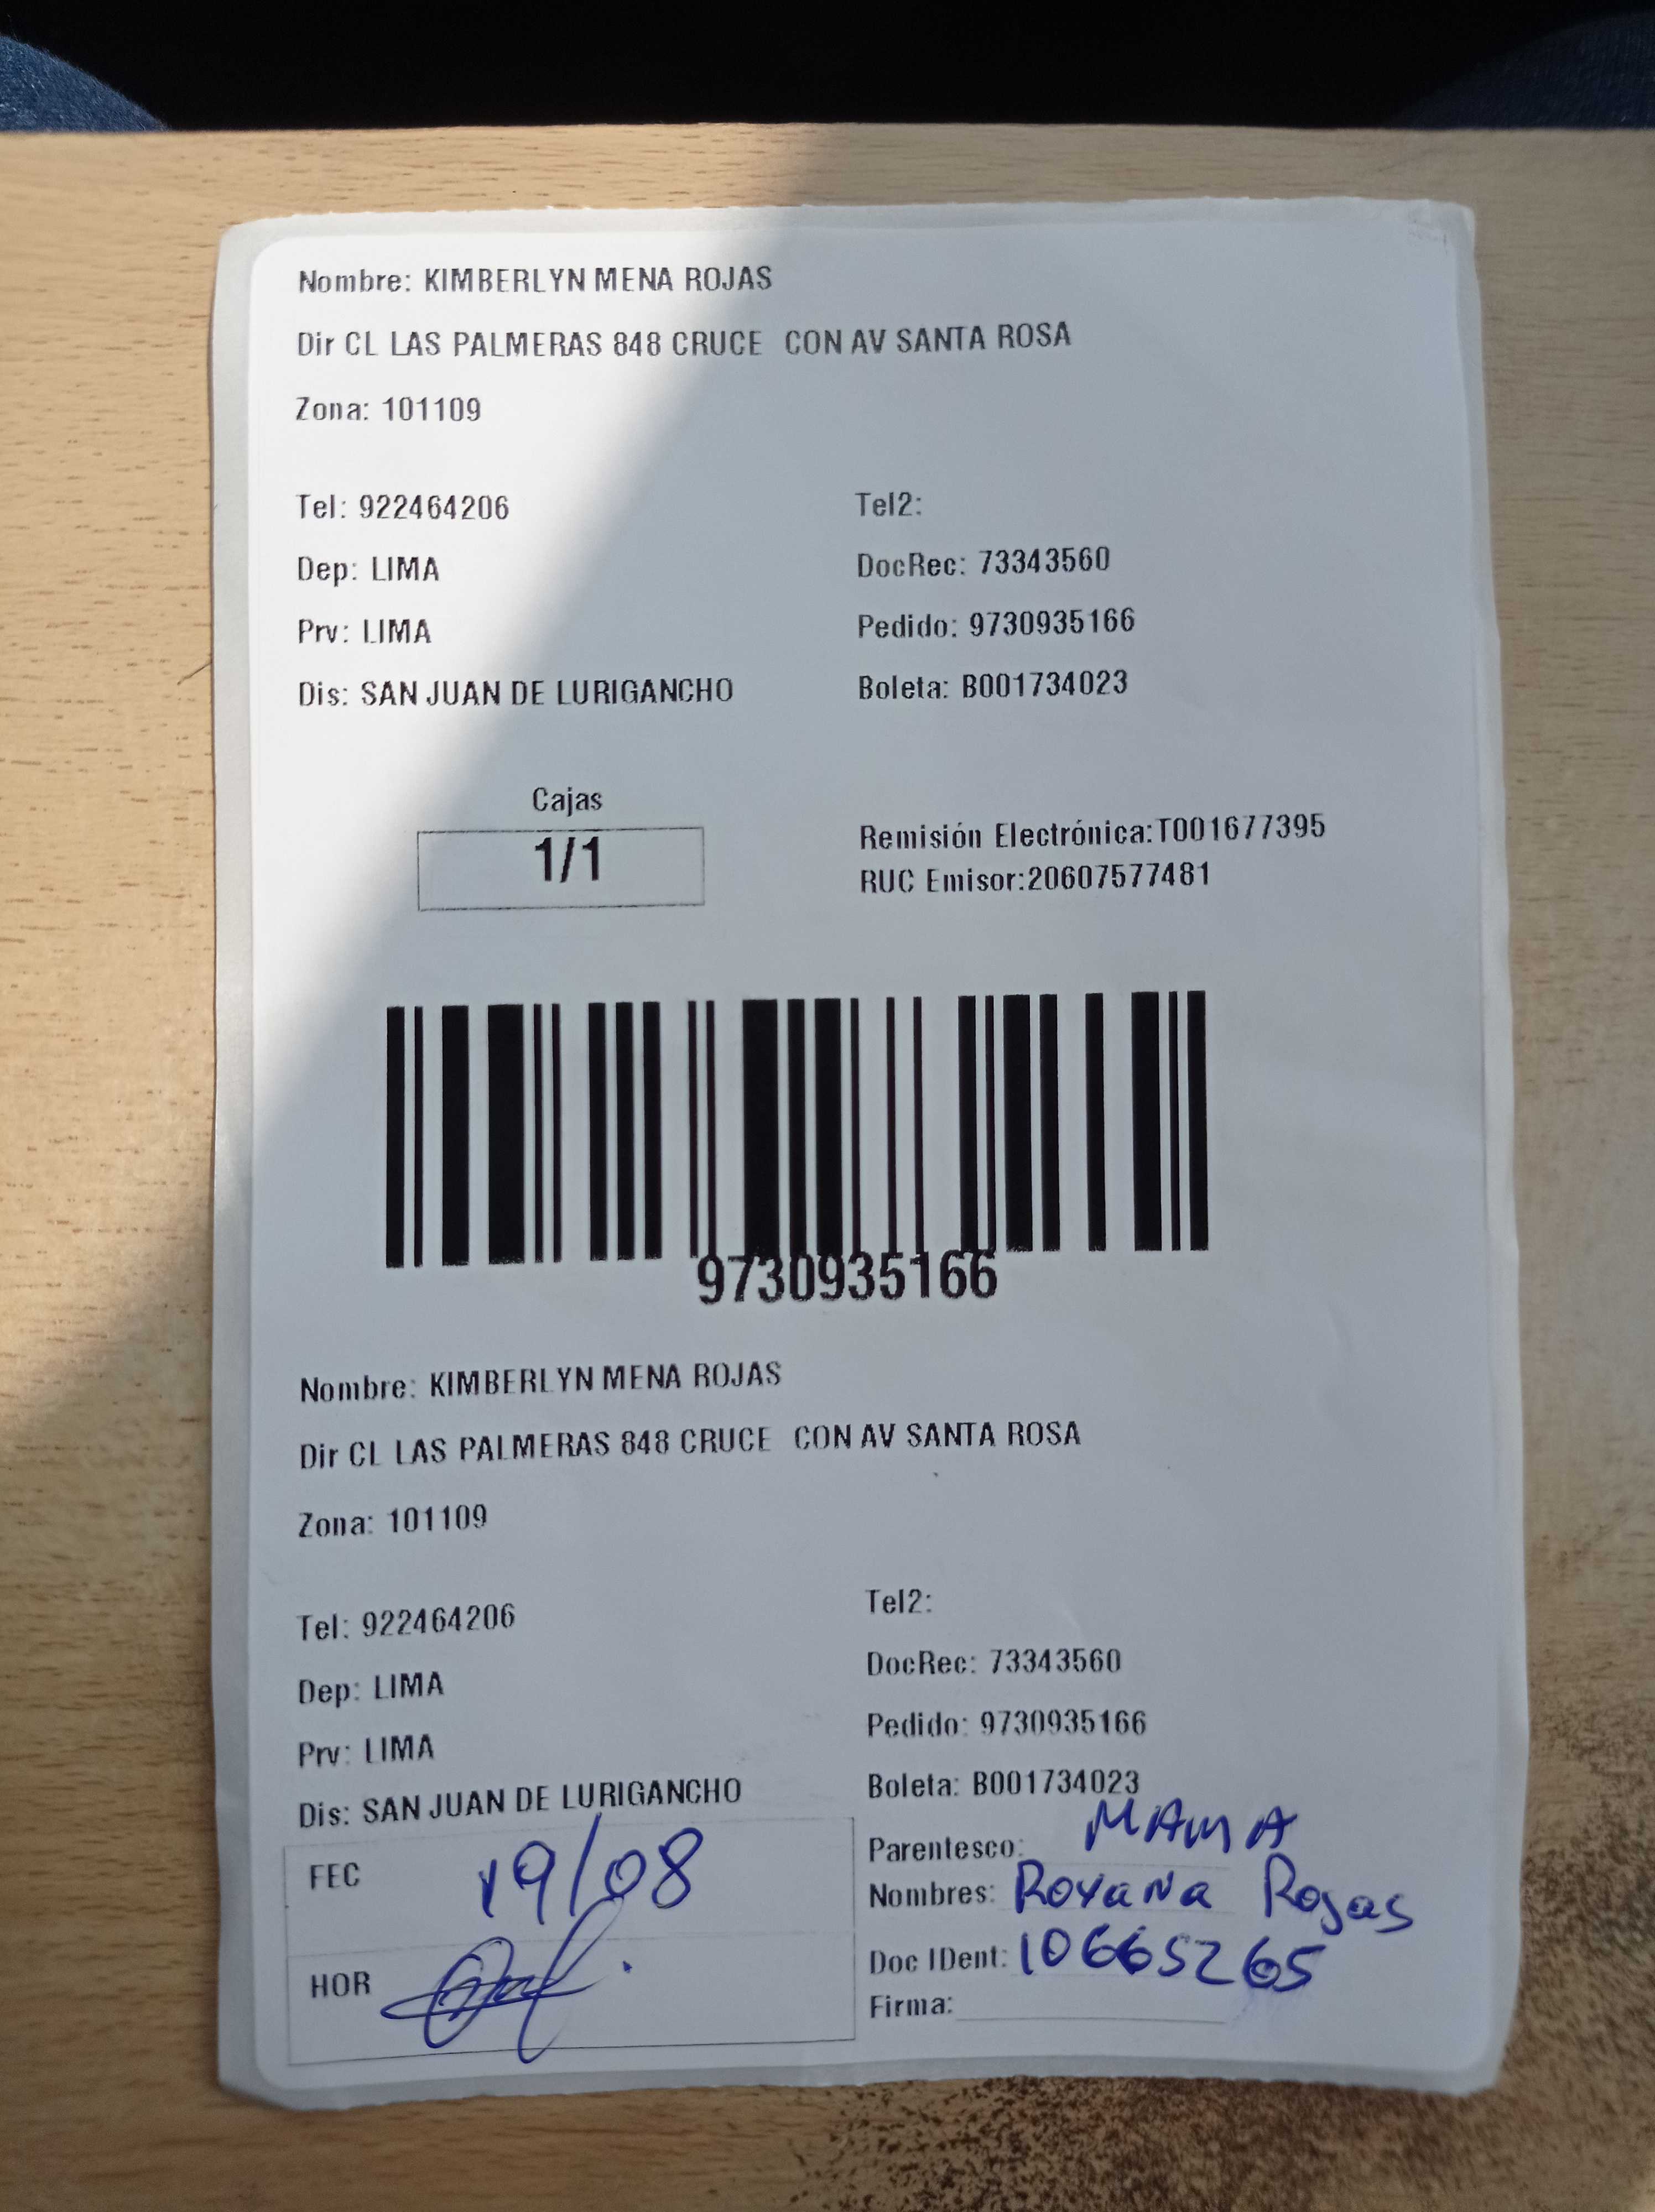 Nombre: KIMBERLYN MENA ROJAS
Dir CL LAS PALMERAS 848 CRUCE CON AV SANTA ROSA
Zona: 101109
Tel: 922464206 Tel2:
Dep: LIMA DocRec: 73343560
Prv: LIMA Pedido: 9730935166
Dis: SAN JUAN DE LURIGANCHO Boleta: B001734023
Cajas
1/1
Remisión Electrónica:T001677395
RUC Emisor:20607577481
9730935166
Nombre: KIMBERLYN MENA ROJAS
Dir CL LAS PALMERAS 848 CRUCE CON AV SANTA ROSA
Zona: 101109
Tel: 922464206 Tel2:
Dep: LIMA DocRec: 73343560
Prv: LIMA Pedido: 9730935166
Dis: SAN JUAN DE LURIGANCHO Boleta: B001734023
FEC 19/08
HOR
Parentesco: MAMA
Nombres: Roxana Rojas
Doc IDent: 10665265
Firma: